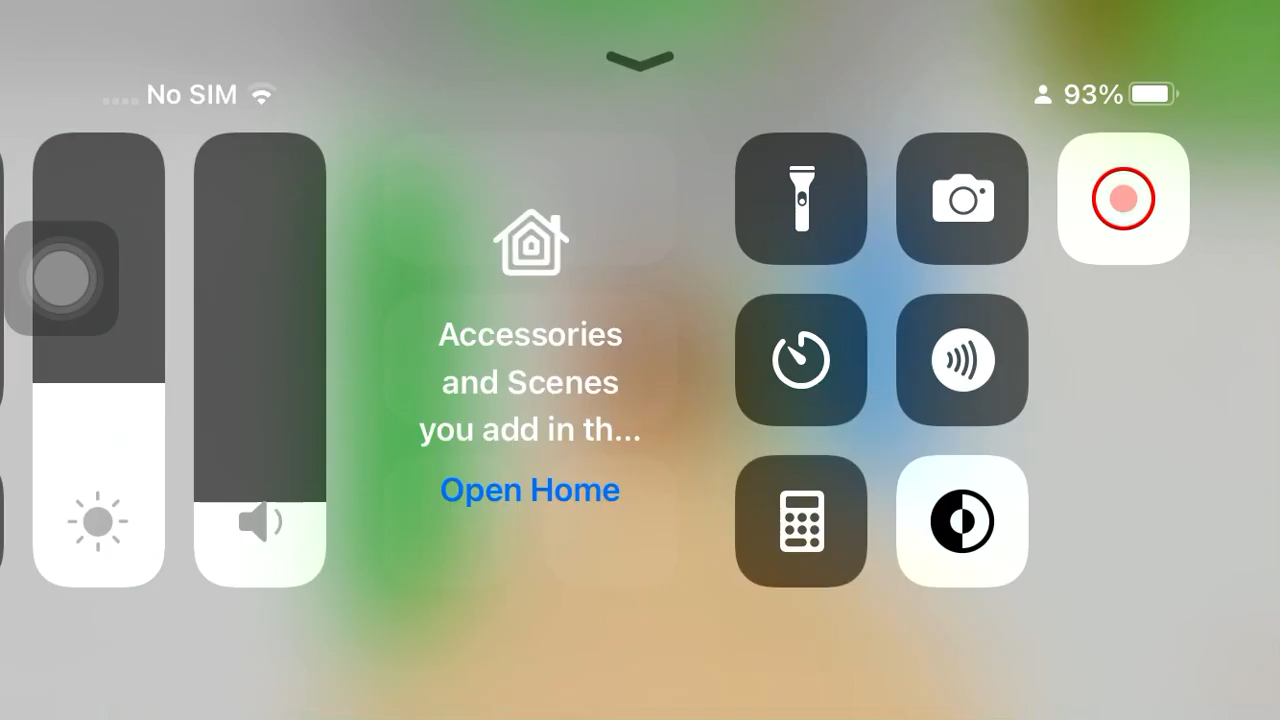 No SIM
93%
Accessories
and Scenes
you add in th...
Open Home